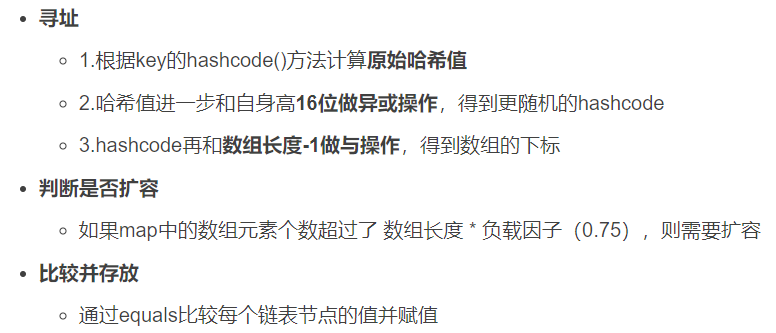 寻址
1.根据key的hashcode()方法计算原始哈希值
2.哈希值进一步和自身高16位做异或操作，得到更随机的hashcode
3.hashcode再和数组长度-1做与操作，得到数组的下标
判断是否扩容
如果map中的数组元素个数超过了 数组长度 * 负载因子（0.75），则需要扩容
比较并存放
通过equals比较每个链表节点的值并赋值